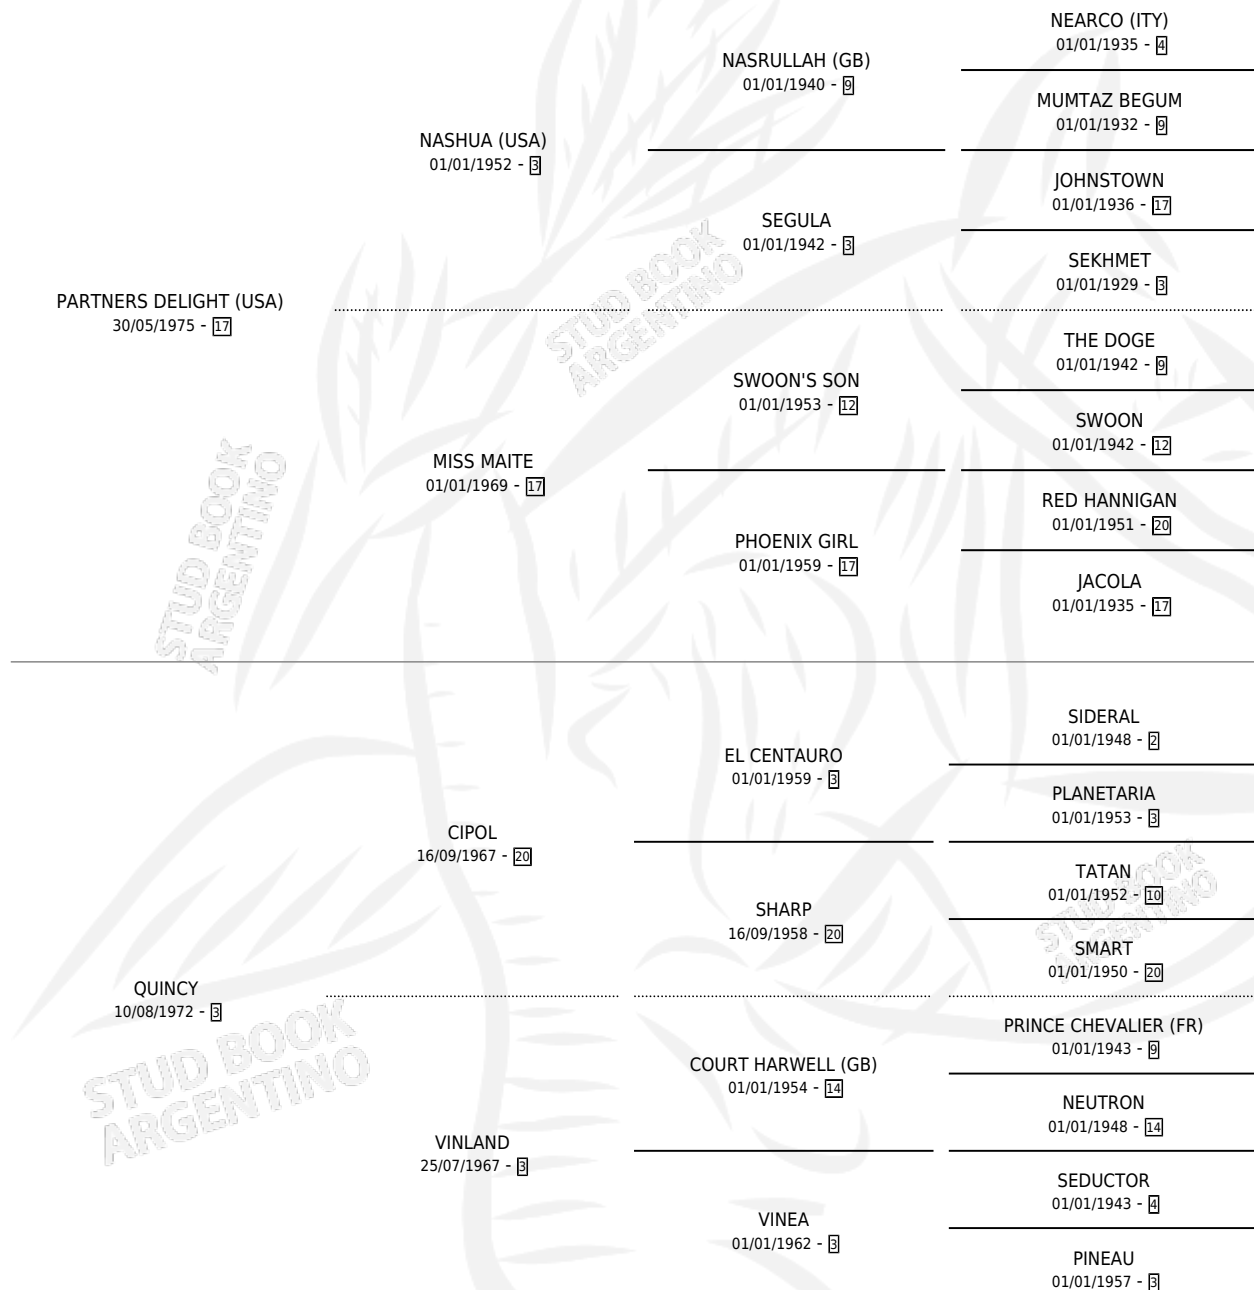 NEARCO (ITY)
01/01/1935 - 4
NASRULLAH (GB)
01/01/1940 - 9
MUMTAZ BEGUM
01/01/1932 - 9
NASHUA (USA)
01/01/1952 - 3
JOHNSTOWN
01/01/1936 - 17
SEGULA
01/01/1942 - 3
SEKHMET
01/01/1929 - 3
PARTNERS DELIGHT (USA)
30/05/1975 - 17
STUD BOOK
ARGENTINO
THE DOGE
01/01/1942 - 9
SWOON'S SON
01/01/1953 - 12
SWOON
01/01/1942 - 12
MISS MAITE
01/01/1969 - 17
RED HANNIGAN
01/01/1951 - 20
PHOENIX GIRL
01/01/1959 - 17
JACOLA
01/01/1935 - 17
STUD BOOK
ARGENTINO
SIDERAL
01/01/1948 - 2
EL CENTAURO
01/01/1959 - 3
PLANETARIA
01/01/1953 - 3
CIPOL
16/09/1967 - 20
TATAN
01/01/1952 - 10
SHARP
16/09/1958 - 20
STUD BOOK
ARGENTINO
SMART
01/01/1950 - 20
QUINCY
10/08/1972 - 3
STUD BOOK
ARGENTINO
PRINCE CHEVALIER (FR)
01/01/1943 - 9
COURT HARWELL (GB)
01/01/1954 - 14
NEUTRON
01/01/1948 - 14
VINLAND
25/07/1967 - 3
SEDUCTOR
01/01/1943 - 4
VINEA
01/01/1962 - 3
PINEAU
01/01/1957 - 3